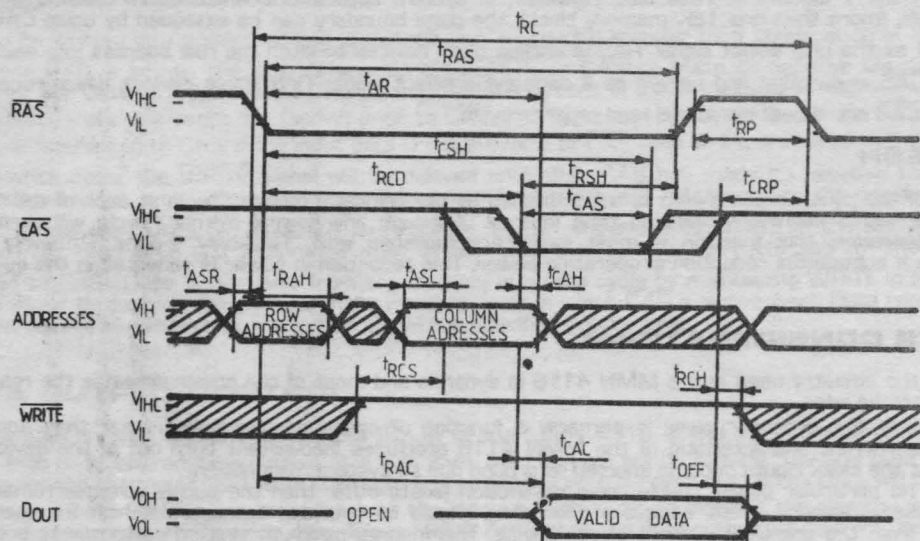 tRC
tRAS
tAR
RAS VIHC
VIL
tRP
tCSH
tRCD tRSH tCRP
CAS VIHC tCAS
VIL
tASR tRAH tASC tCAH
ADDRESSES VIH ROW COLUMN
VIL ADDRESSES ADRESSES
tRCS tRCH
WRITE VIHC
VIL
tCAC
tRAC tOFF
DOUT VOH OPEN VALID DATA
VOL